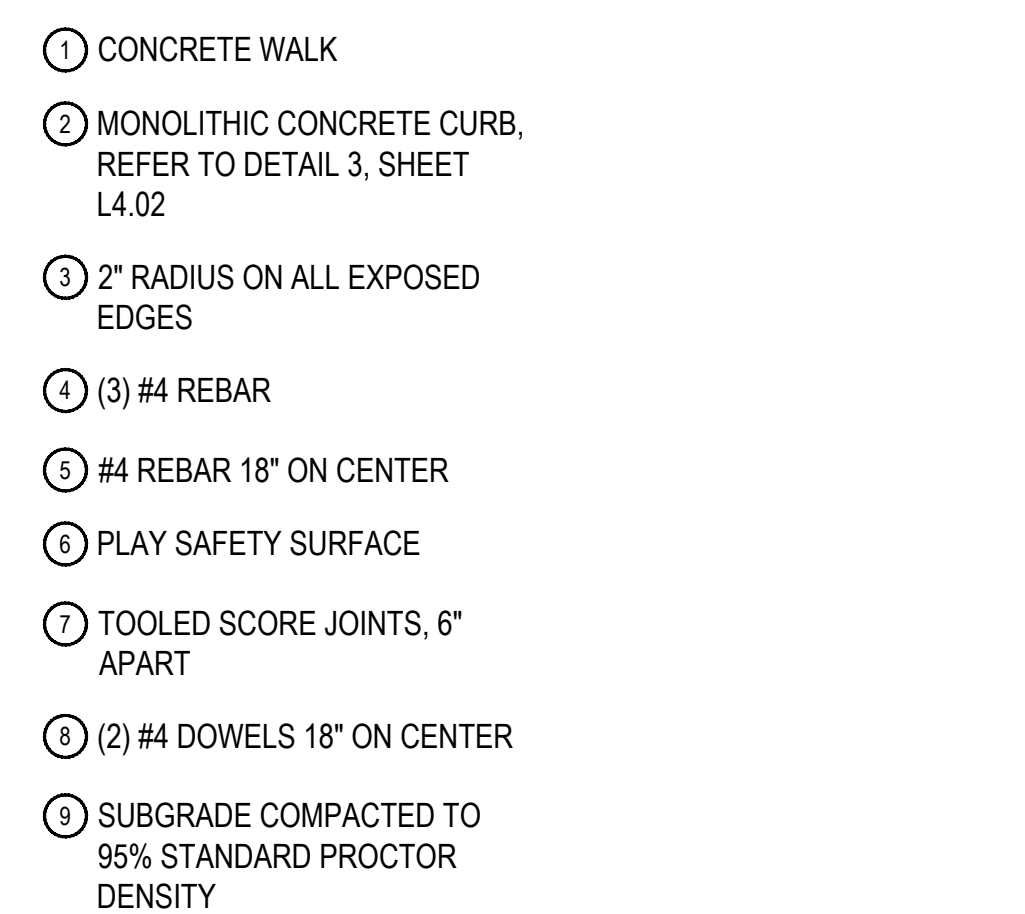 1 CONCRETE WALK
2 MONOLITHIC CONCRETE CURB,
REFER TO DETAIL 3, SHEET
L4.02
3 2" RADIUS ON ALL EXPOSED
EDGES
4 (3) #4 REBAR
5 #4 REBAR 18" ON CENTER
6 PLAY SAFETY SURFACE
7 TOOLED SCORE JOINTS, 6"
APART
8 (2) #4 DOWELS 18" ON CENTER
9 SUBGRADE COMPACTED TO
95% STANDARD PROCTOR
DENSITY